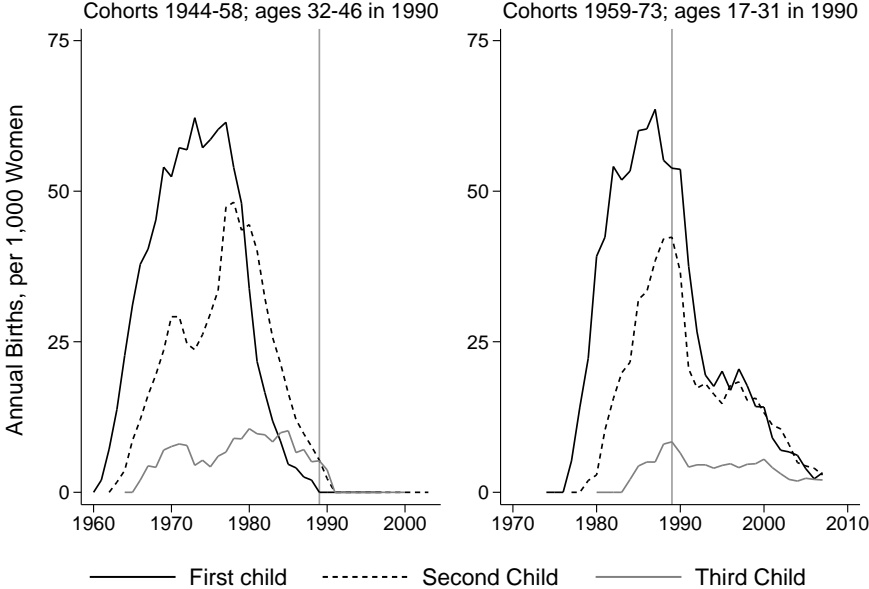 Cohorts 1944-58; ages 32-46 in 1990
Cohorts 1959-73; ages 17-31 in 1990
Annual Births, per 1,000 Women
75
50
25
0
1960 1970 1980 1990 2000
75
50
25
0
1970 1980 1990 2000 2010
First child Second Child Third Child